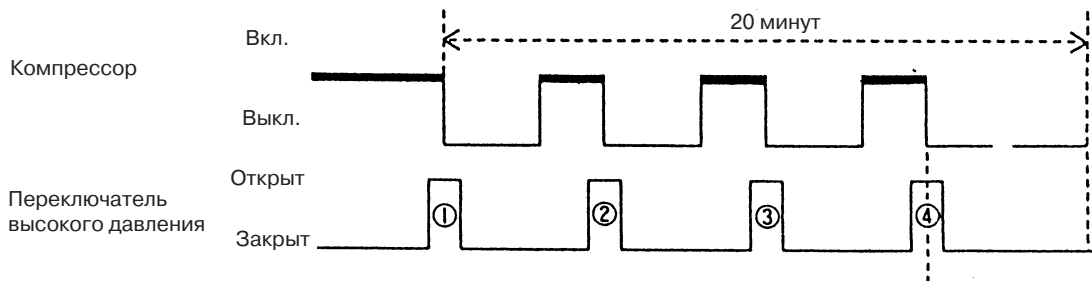 20 минут
Вкл.
Компрессор
Выкл.
Открыт
Переключатель
высокого давления
Закрыт
① ② ③ ④